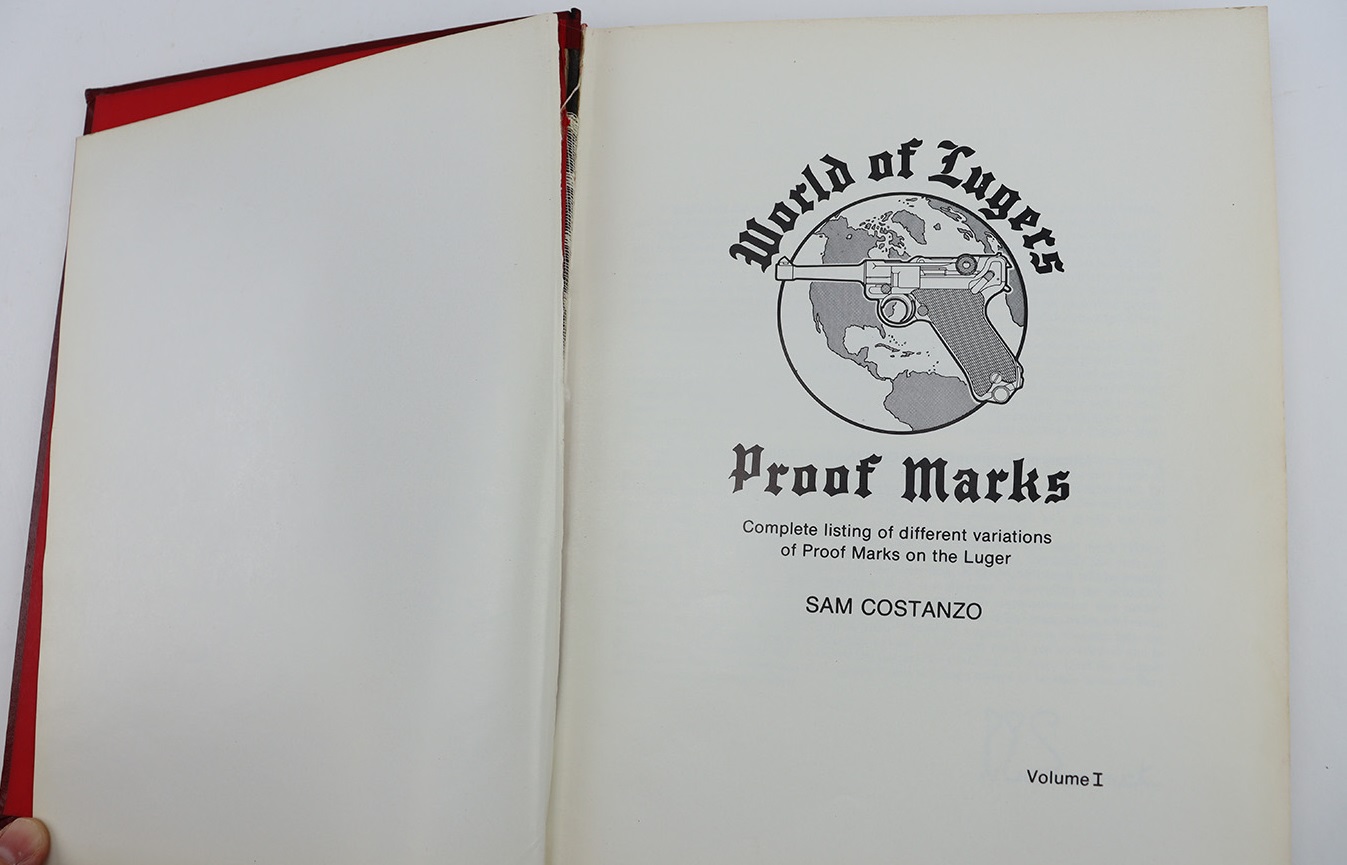 World of Lugers
Proof Marks
Complete listing of different variations
of Proof Marks on the Luger
SAM COSTANZO
Volume I